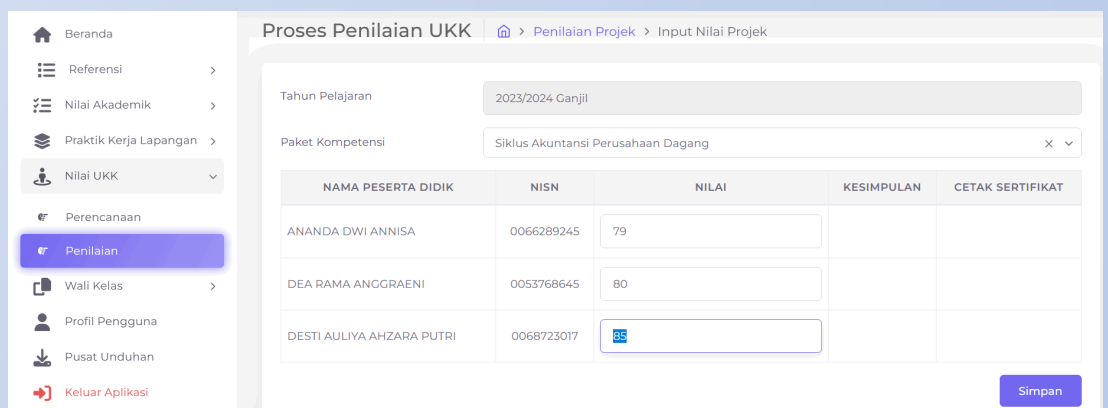 Beranda
Referensi
Nilai Akademik
Praktik Kerja Lapangan
Nilai UKK
Perencanaan
Penilaian
Wali Kelas
Profil Pengguna
Pusat Unduhan
Keluar Aplikasi
Proses Penilaian UKK > Penilaian Projek > Input Nilai Projek
Tahun Pelajaran 2023/2024 Ganjil
Paket Kompetensi Siklus Akuntansi Perusahaan Dagang
NAMA PESERTA DIDIK NISN NILAI KESIMPULAN CETAK SERTIFIKAT
ANANDA DWI ANNISA 0066289245 79
DEA RAMA ANGGRAENI 0053768645 80
DESTI AULIYA AHZARA PUTRI 0068723017 85
Simpan